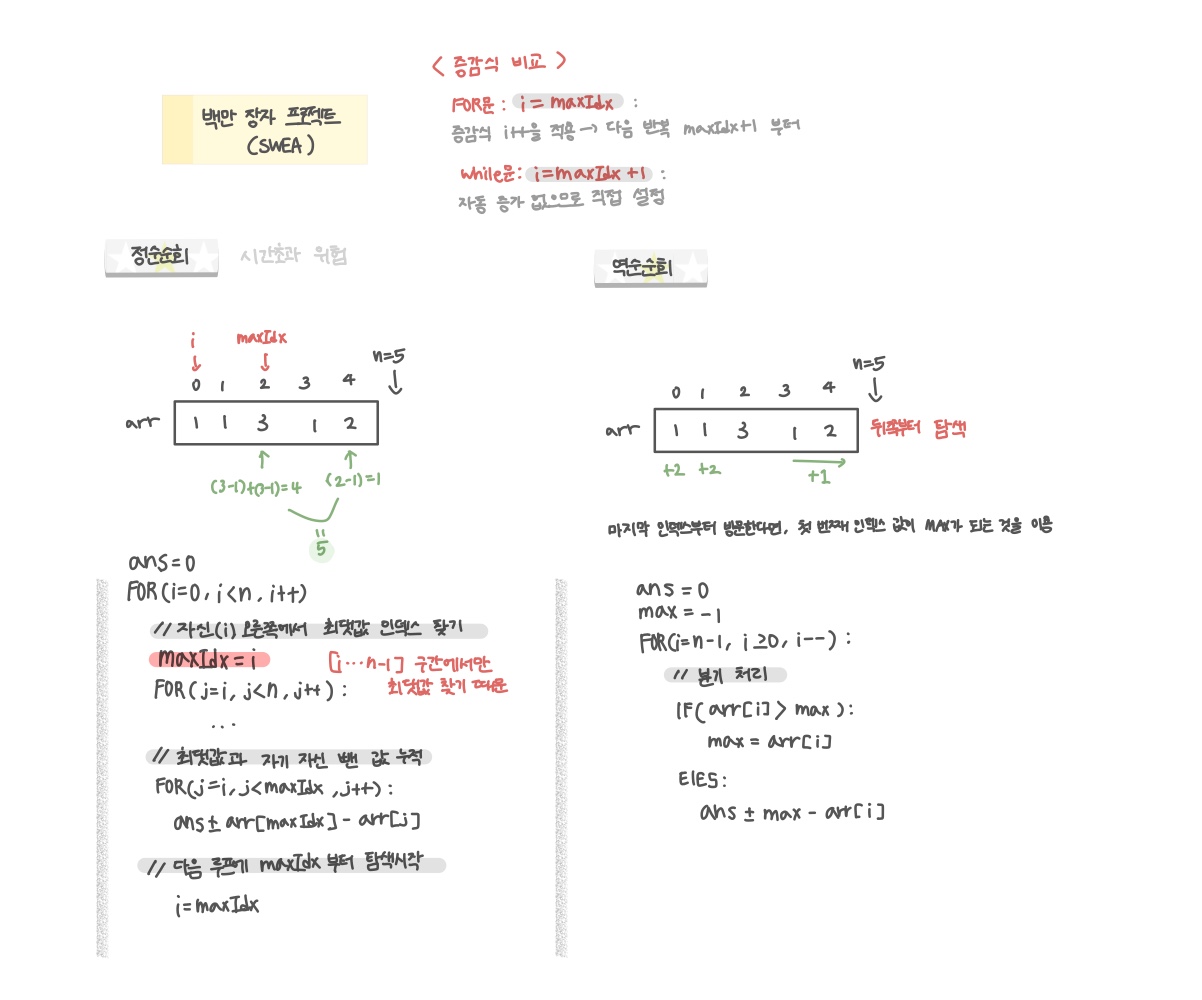 < 증감식 비교 >
백만 장자 프로젝트
(SWEA)
FOR문 : i = maxIdx :
증감식 i++을 적용 → 다음 반복 maxIdx+1 부터
while문: i=maxIdx +1 :
자동 증가 없으므로 직접 설정
정순순회 시간초과 위험
i maxIdx
n=5
0 1 2 3 4
arr 1 1 3 1 2
(3-1)+(3-1)=4 (2-1)=1
=
5
ans=0
FOR(i=0, i<n, i++)
// 자신(i) 오른쪽에서 최댓값 인덱스 찾기
maxIdx = i
[i…n-1] 구간에서만
최댓값 찾기 때문
FOR(j=i, j<n, j++) :
...
// 최댓값과 자기 자신 뺀 값 누적
FOR(j=i, j<maxIdx, j++) :
ans ± arr[maxIdx] - arr[j]
// 다음 루프에 maxIdx 부터 탐색시작
i=maxIdx
역순순회
n=5
0 1 2 3 4
arr 1 1 3 1 2 뒤쪽부터 탐색
+2 +2 +1
마지막 인덱스부터 방문한다면, 첫 번째 인덱스 값이 MAX가 되는 것을 이용
ans = 0
max = -1
FOR(i=n-1, i≥0, i--) :
// 분기 처리
IF( arr[i] > max ):
max = arr[i]
ElES:
ans ± max - arr[i]